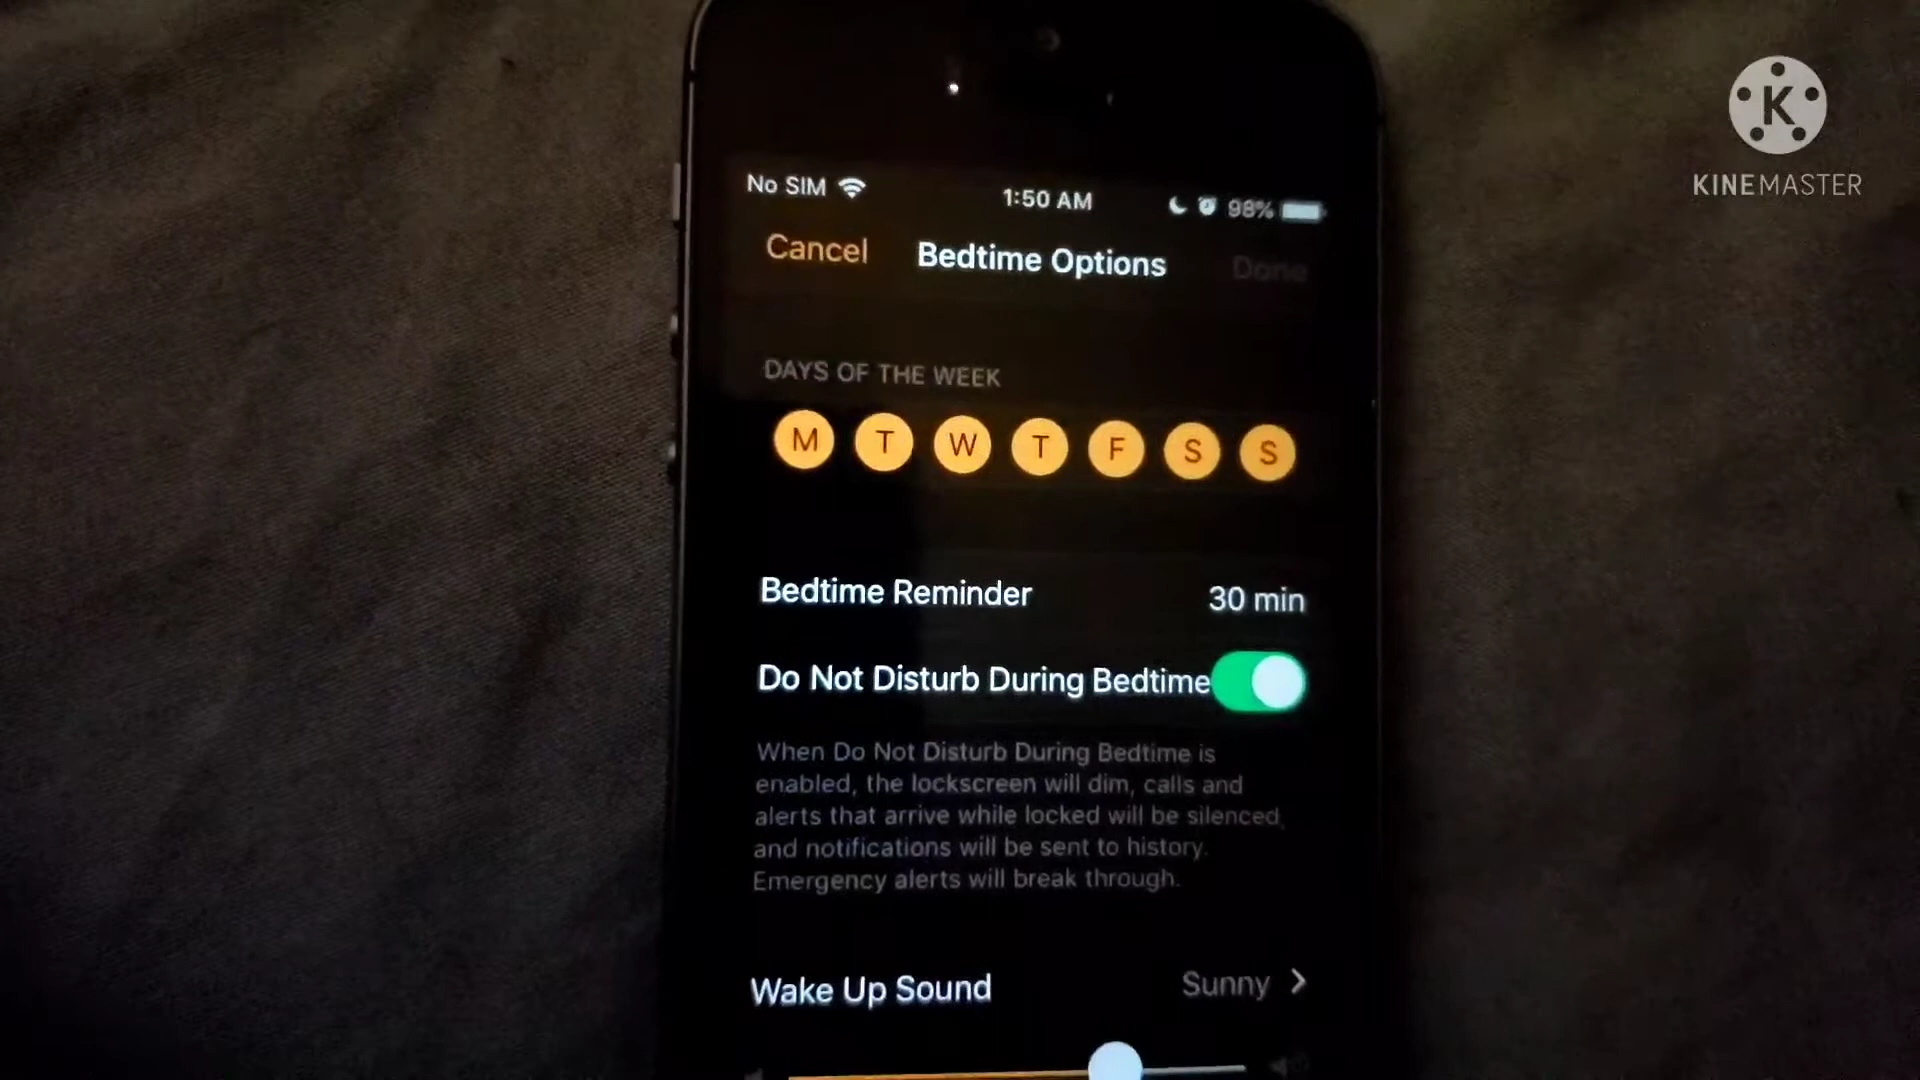 K
KINEMASTER
No SIM
1:50 AM
98%
Cancel
Bedtime Options
Done
DAYS OF THE WEEK
M T W T F S S
Bedtime Reminder
30 min
Do Not Disturb During Bedtime
When Do Not Disturb During Bedtime is
enabled, the lockscreen will dim, calls and
alerts that arrive while locked will be silenced,
and notifications will be sent to history.
Emergency alerts will break through.
Wake Up Sound
Sunny